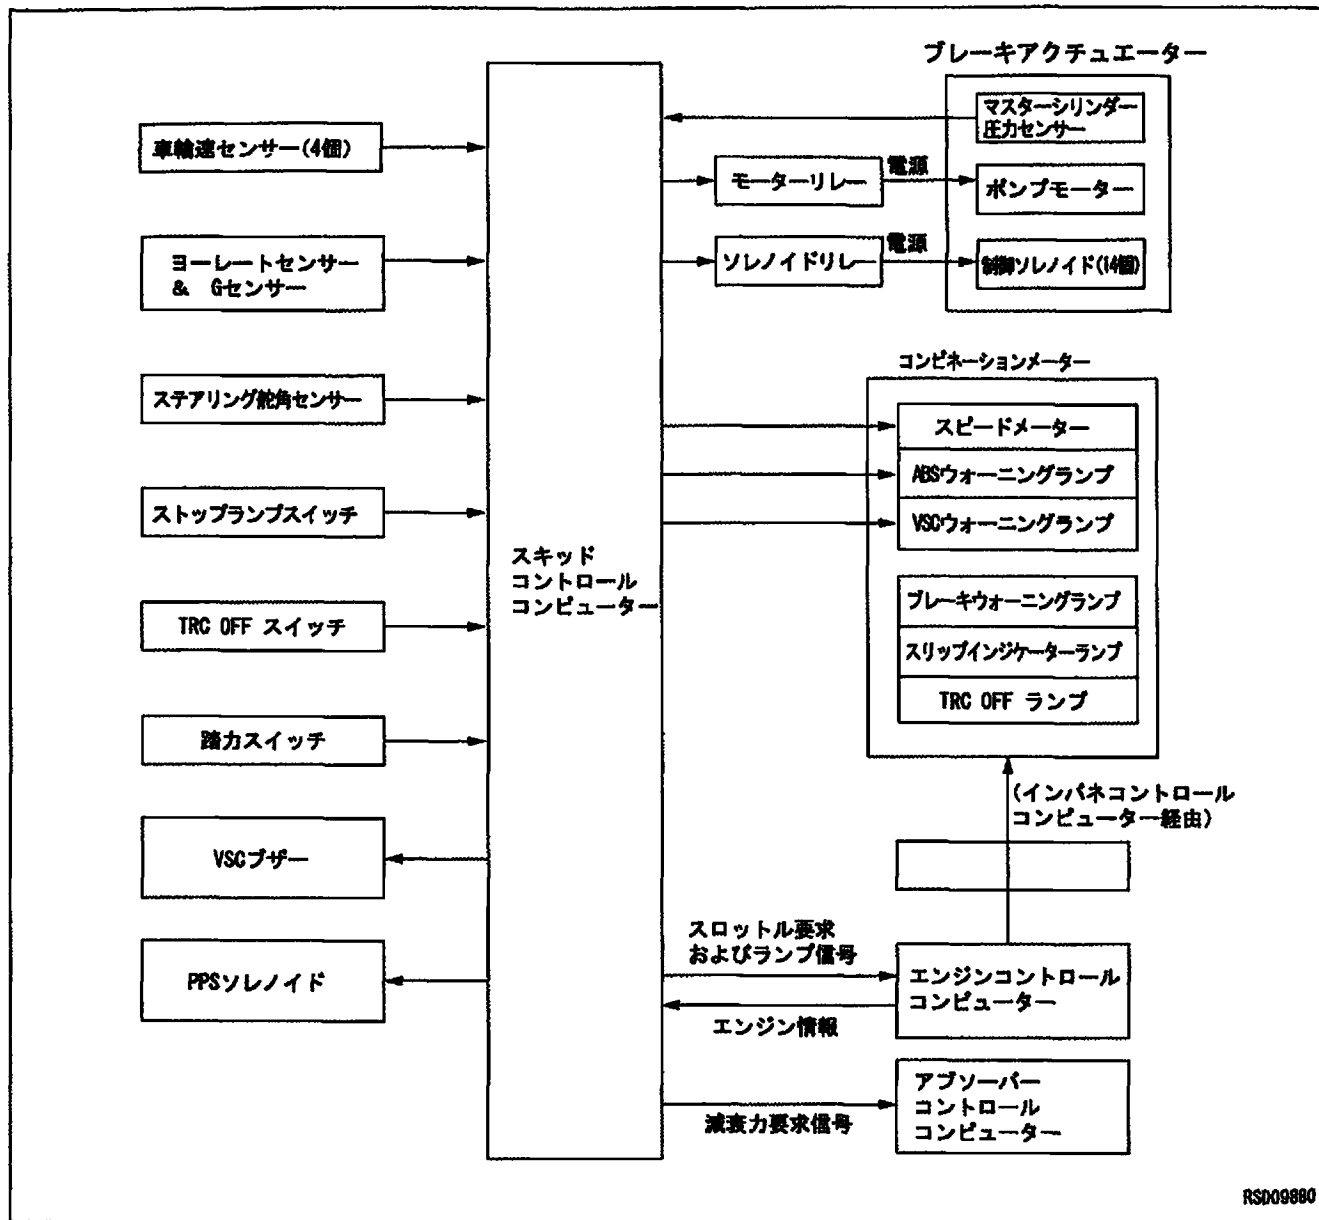 ブレーキアクチュエーター
マスターシリンダー
圧力センサー
車輪速センサー(4個)
モーターリレー
電源
ポンプモーター
ヨーレートセンサー
& Gセンサー
ソレノイドリレー
電源
制御ソレノイド(14個)
コンビネーションメーター
ステアリング舵角センサー
スピードメーター
ABSウォーニングランプ
ストップランプスイッチ
VSCウォーニングランプ
スキッド
コントロール
コンピューター
ブレーキウォーニングランプ
TRC OFF スイッチ
スリップインジケーターランプ
TRC OFF ランプ
踏力スイッチ
(インパネコントロール
コンピューター経由)
VSCブザー
スロットル要求
およびランプ信号
PPSソレノイド
エンジンコントロール
コンピューター
エンジン情報
アブソーバー
コントロール
コンピューター
減衰力要求信号
RSD09880